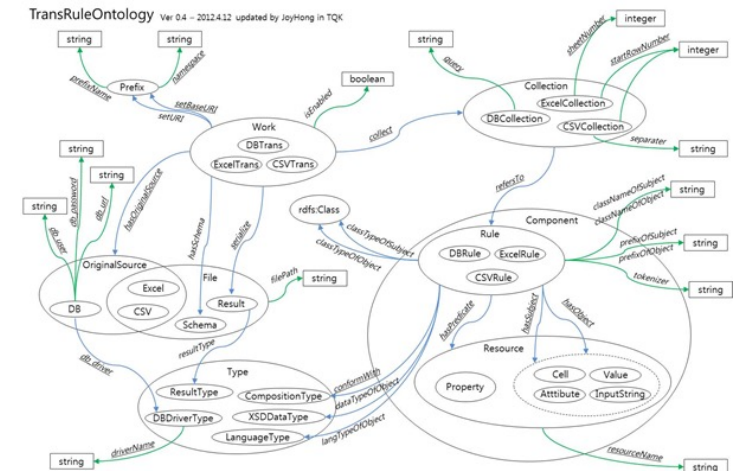 TransRuleOntology Ver 0.4 – 2012.4.12 updated by JoyHong in TQK
string
string
string
integer
sheetNumber
startRowNumber
integer
prefixName
namespace
Prefix
boolean
isEnabled
query
Collection
ExcelCollection
DBCollection
CSVCollection
setBaseURI
setURI
Work
DBTrans
ExcelTrans
CSVTrans
collect
separater
string
string
string
string
db_password
db_url
db_user
hasOriginalSource
hasSchema
serialize
refersTo
rdfs:Class
classTypeOfSubject
classTypeOfObject
Component
Rule
DBRule
ExcelRule
CSVRule
classNameOfSubject
classNameOfObject
string
prefixOfSubject
prefixOfObject
string
tokenizer
string
OriginalSource
File
Excel
DB
CSV
Result
Schema
filePath
string
hasPredicate
hasSubject
hasObject
resultType
db_driver
Resource
Property
Cell
Value
Atttibute
InputString
Type
ResultType
CompositionType
DBDriverType
XSDDataType
LanguageType
conformWith
dataTypeOfObject
langTypeOfObject
driverName
string
resourceName
string